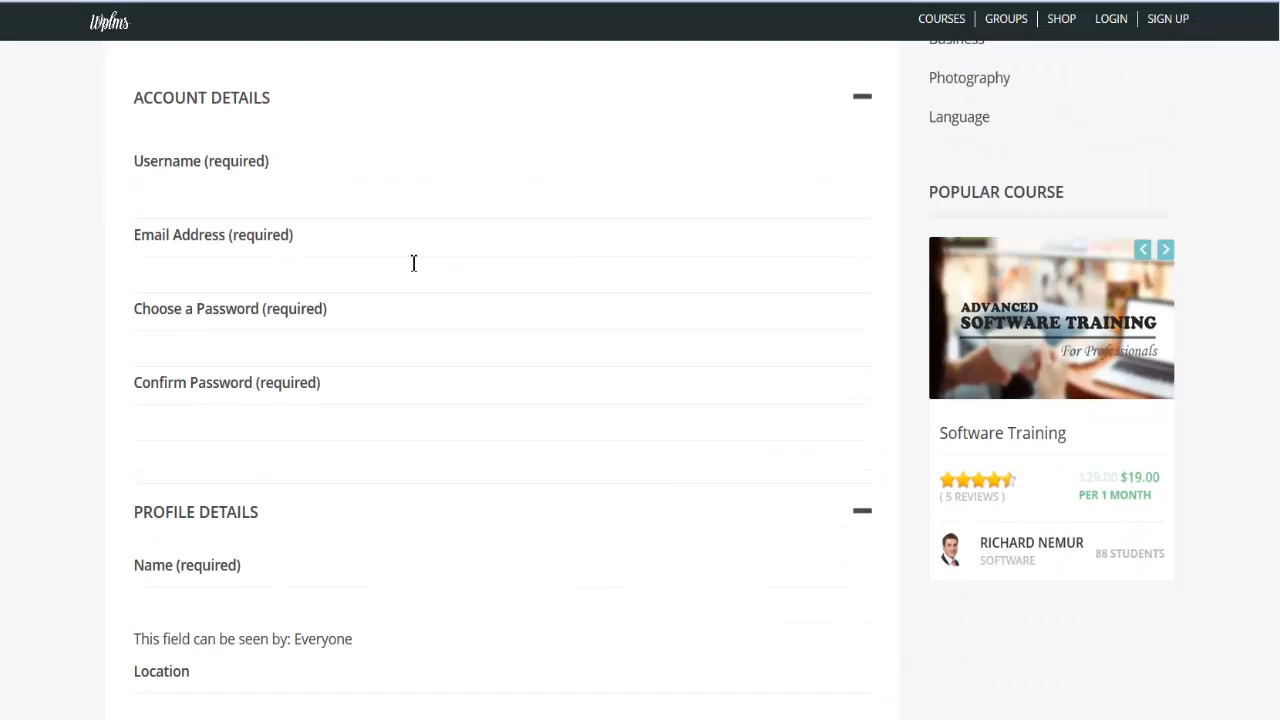 Wplms
COURSES
GROUPS
SHOP
LOGIN
SIGN UP
Business
Photography
Language
ACCOUNT DETAILS
Username (required)
Email Address (required)
Choose a Password (required)
Confirm Password (required)
PROFILE DETAILS
Name (required)
This field can be seen by: Everyone
Location
POPULAR COURSE
ADVANCED
SOFTWARE TRAINING
For Professionals
Software Training
$29.00 $19.00
( 5 REVIEWS )
PER 1 MONTH
RICHARD NEMUR
SOFTWARE
88 STUDENTS